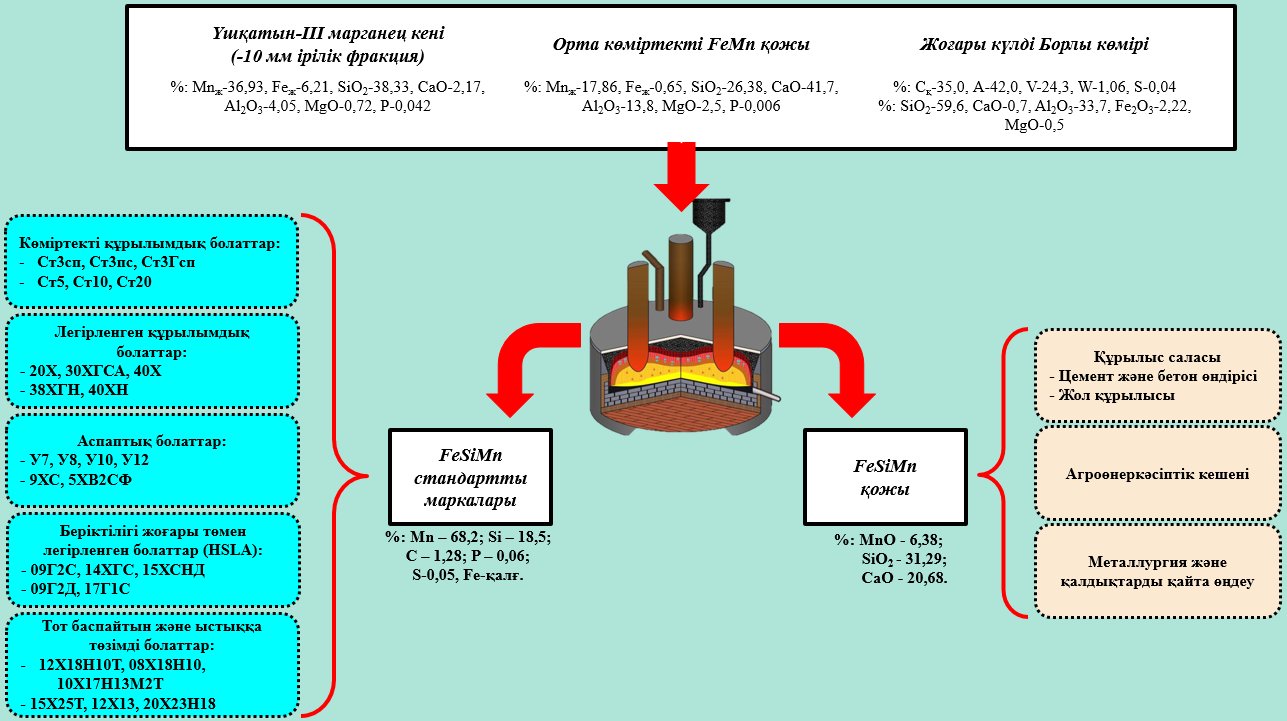 Үшқатын-III марганец кені
(-10 мм ірілік фракция)
%: Mnж-36,93, Feж-6,21, SiO2-38,33, CaO-2,17,
Al2O3-4,05, MgO-0,72, P-0,042
Орта көміртекті FeMn қожы
%: Mnж-17,86, Feж-0,65, SiO2-26,38, CaO-41,7,
Al2O3-13,8, MgO-2,5, P-0,006
Жоғары күлді Борлы көмірі
%: Cк-35,0, A-42,0, V-24,3, W-1,06, S-0,04
%: SiO2-59,6, CaO-0,7, Al2O3-33,7, Fe2O3-2,22,
MgO-0,5
Көміртекті құрылымдық болаттар:
- Ст3сп, Ст3пс, Ст3Гсп
- Ст5, Ст10, Ст20
Легірленген құрылымдық
болаттар:
- 20Х, 30ХГСА, 40Х
- 38ХГН, 40ХН
Аспаптық болаттар:
- У7, У8, У10, У12
- 9ХС, 5ХВ2СФ
Беріктілігі жоғары төмен
легірленген болаттар (HSLA):
- 09Г2С, 14ХГС, 15ХСНД
- 09Г2Д, 17Г1С
Тот баспайтын және ыстыққа
төзімді болаттар:
- 12Х18Н10Т, 08Х18Н10,
10Х17Н13М2Т
- 15Х25Т, 12Х13, 20Х23Н18
FeSiMn
стандартты
маркалары
%: Mn – 68,2; Si – 18,5;
C – 1,28; P – 0,06;
S-0,05, Fe-қалғ.
FeSiMn
қожы
%: MnO - 6,38;
SiO2 - 31,29;
CaO - 20,68.
Құрылыс саласы
- Цемент және бетон өндірісі
- Жол құрылысы
Агроөнеркәсіптік кешені
Металлургия және
қалдықтарды қайта өңдеу